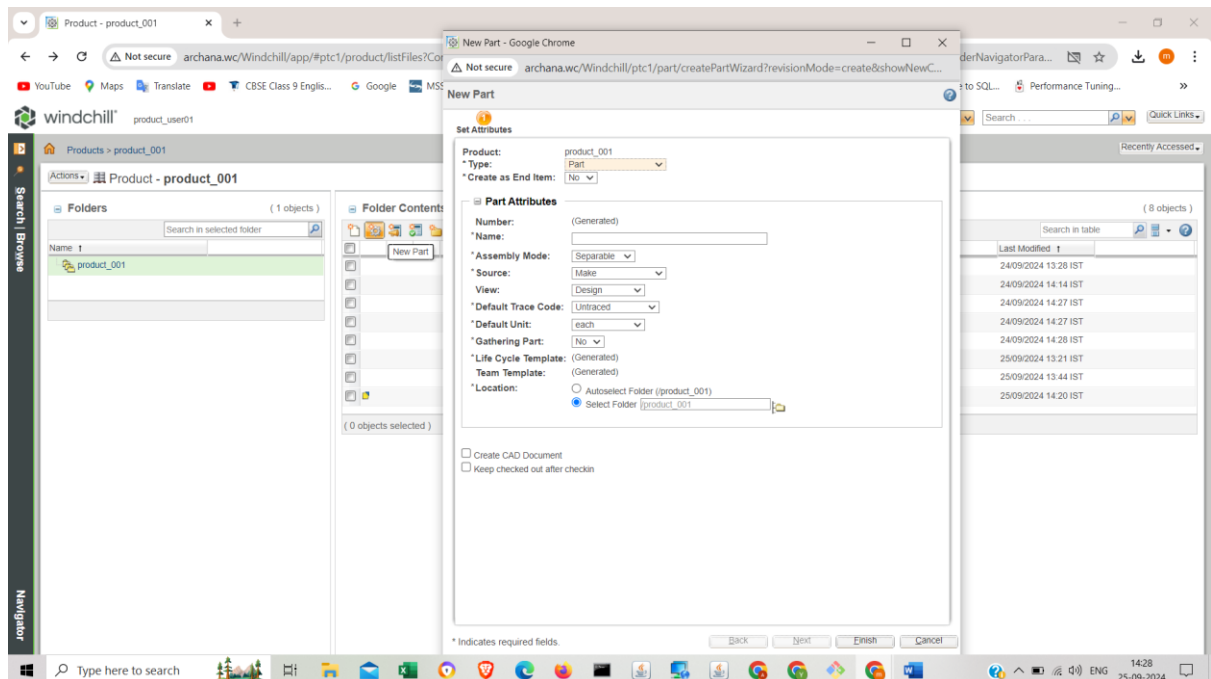 Product - product_001
New Part - Google Chrome
Not secure archana.wc/Windchill/app/#ptc1/product/listFiles?Cor
derNavigatorPara...
Not secure archana.wc/Windchill/ptc1/part/createPartWizard?revisionMode=create&showNewC...
YouTube Maps Translate CBSE Class 9 Englis... Google MSS
e to SQL... Performance Tuning... »
New Part
windchill product_user01
Search . . . Quick Links
Set Attributes
Products > product_001
Recently Accessed
Actions Product - product_001
Search | Browse
Navigator
Folders ( 1 objects )
Search in selected folder
Name
product_001
Folder Contents
( 8 objects )
Search in table
New Part
Last Modified
24/09/2024 13:28 IST
24/09/2024 14:14 IST
24/09/2024 14:27 IST
24/09/2024 14:27 IST
24/09/2024 14:28 IST
25/09/2024 13:21 IST
25/09/2024 13:44 IST
25/09/2024 14:20 IST
( 0 objects selected )
Product: product_001
* Type: Part
* Create as End Item: No
Part Attributes
Number: (Generated)
*Name:
*Assembly Mode: Separable
*Source: Make
View: Design
*Default Trace Code: Untraced
*Default Unit: each
*Gathering Part: No
*Life Cycle Template: (Generated)
Team Template: (Generated)
*Location: Autoselect Folder (/product_001)
Select Folder /product_001
Create CAD Document
Keep checked out after checkin
* Indicates required fields.
Back Next Finish Cancel
Type here to search
ENG
14:28
25-09-2024